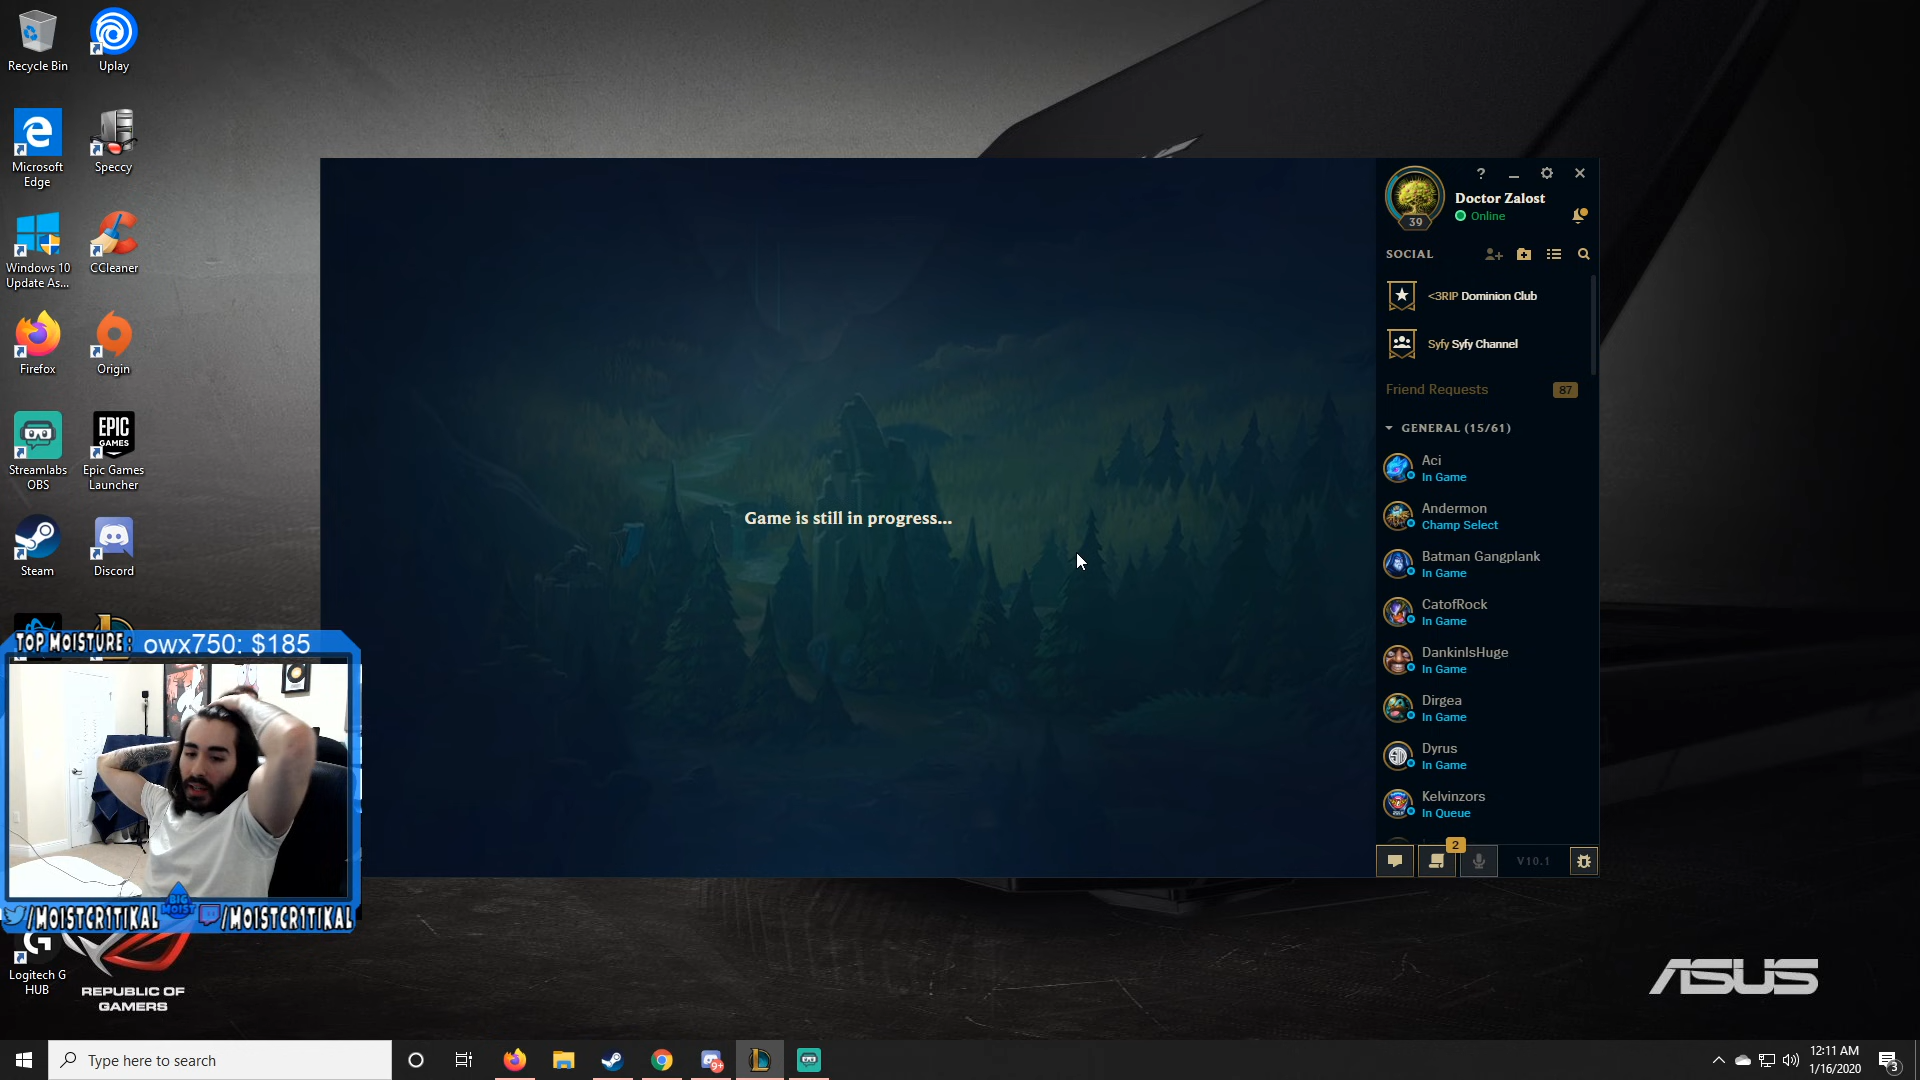 Recycle Bin
Uplay
Microsoft
Edge
Speccy
Windows 10
Update As...
CCleaner
Firefox
Origin
Streamlabs
OBS
EPIC
GAMES
Epic Games
Launcher
Steam
Discord
TOP MOISTURE: owx750: $185
BIG
MOIST
/MOISTCR1TIKAL
/MOISTCR1TIKAL
Logitech G
HUB
REPUBLIC OF
GAMERS
Game is still in progress...
?
Doctor Zalost
Online
39
SOCIAL
<3RIP Dominion Club
Syfy Syfy Channel
Friend Requests 87
GENERAL (15/61)
Aci
In Game
Andermon
Champ Select
Batman Gangplank
In Game
CatofRock
In Game
DankinIsHuge
In Game
Dirgea
In Game
Dyrus
In Game
Kelvinzors
In Queue
2
V10.1
ASUS
Type here to search
9+
12:11 AM
1/16/2020
3